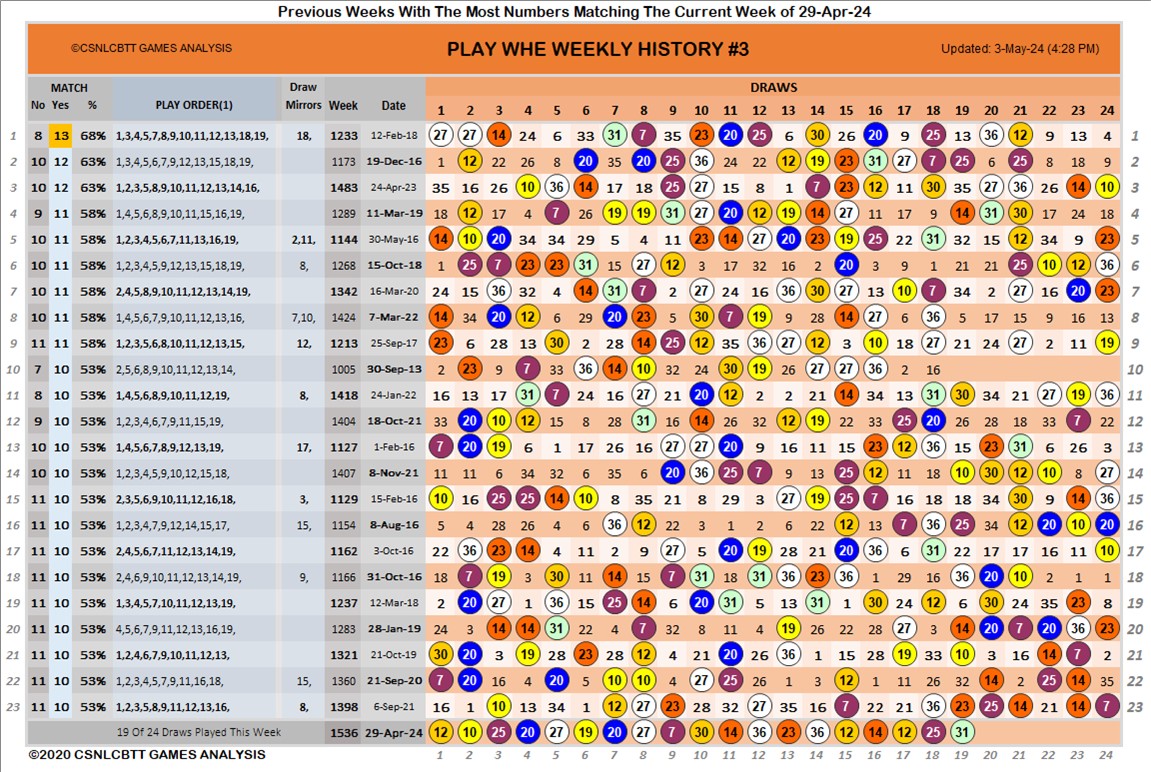 Previous Weeks With The Most Numbers Matching The Current Week of 29-Apr-24
©CSNLCBTT GAMES ANALYSIS PLAY WHE WEEKLY HISTORY #3 Updated: 3-May-24 (4:28 PM)
MATCH Draw DRAWS
No Yes % PLAY ORDER(1) Mirrors Week Date 1 2 3 4 5 6 7 8 9 10 11 12 13 14 15 16 17 18 19 20 21 22 23 24
1 8 13 68% 1,3,4,5,7,8,9,10,11,12,13,18,19, 18, 1233 12-Feb-18 27 27 14 24 6 33 31 7 35 23 20 25 6 30 26 20 9 25 13 36 12 9 13 4 1
2 10 12 63% 1,3,4,5,6,7,9,12,13,15,18,19, 1173 19-Dec-16 1 12 22 26 8 20 35 20 25 36 24 22 12 19 23 31 27 7 25 6 25 8 18 9 2
3 10 12 63% 1,2,3,5,8,9,10,11,12,13,14,16, 1483 24-Apr-23 35 16 26 10 36 14 17 18 25 27 15 8 1 7 23 12 11 30 35 27 36 26 23 10 3
4 9 11 58% 1,4,5,6,8,9,10,11,15,16,19, 1289 11-Mar-19 18 12 17 4 7 26 19 19 31 27 20 12 19 14 27 11 17 9 14 31 30 17 24 18 4
5 10 11 58% 1,2,3,4,5,6,7,11,13,16,19, 2,11, 1144 30-May-16 14 10 20 34 34 29 5 4 11 23 14 27 20 23 19 25 22 31 32 15 12 34 9 23 5
6 10 11 58% 1,2,3,4,5,9,12,13,15,18,19, 8, 1268 15-Oct-18 1 25 7 23 23 31 15 27 12 3 17 32 16 2 20 3 9 1 21 21 25 10 12 36 6
7 10 11 58% 2,4,5,8,9,10,11,12,13,14,19, 1342 16-Mar-20 24 15 36 32 4 14 31 7 2 27 24 16 36 30 27 13 10 7 34 2 27 16 20 23 7
8 10 11 58% 1,4,5,6,7,7,9,10,11,13,14, 7,10, 1424 7-Mar-22 14 34 20 12 6 29 20 23 5 30 7 19 9 28 14 27 6 36 5 17 15 9 16 13 8
9 11 11 58% 1,2,3,5,6,8,10,11,12,13,15, 12, 1213 25-Sep-17 23 6 28 13 30 2 28 14 25 12 35 36 27 12 3 10 18 27 21 24 27 2 11 19 9
10 7 10 53% 2,5,6,8,9,10,11,12,13,14, 1005 30-Sep-13 2 23 9 7 33 36 14 10 32 24 30 19 26 27 27 36 2 16 10
11 8 10 53% 1,4,5,6,8,9,10,11,12,19, 8, 1418 24-Jan-22 16 13 17 31 7 24 16 27 21 20 12 2 2 21 14 34 13 31 30 34 21 27 19 36 11
12 9 10 53% 1,2,3,4,6,7,9,11,15,19, 1404 18-Oct-21 33 20 10 12 8 28 31 16 14 26 32 12 19 22 33 25 20 26 28 18 33 7 22 12
13 10 10 53% 1,4,5,6,7,8,9,12,13,19, 17, 1127 1-Feb-16 7 20 19 6 1 17 26 16 27 27 20 9 16 11 15 23 12 36 15 23 31 6 26 3 13
14 10 10 53% 1,2,3,4,5,9,10,12,15,18, 1407 8-Nov-21 11 11 6 34 32 6 35 6 20 36 25 7 9 13 25 12 11 18 10 30 12 10 8 27 14
15 11 10 53% 2,3,5,6,9,10,11,12,16,18, 3, 1129 15-Feb-16 10 16 25 25 14 10 8 35 21 8 29 3 27 19 25 7 16 18 18 34 30 9 14 36 15
16 11 10 53% 1,2,3,4,7,9,12,14,15,17, 15, 1154 8-Aug-16 5 4 28 26 4 6 36 12 22 3 1 2 6 22 12 13 7 36 25 34 12 20 10 20 16
17 11 10 53% 2,4,5,6,7,11,12,13,14,19, 1162 3-Oct-16 22 36 23 14 4 11 2 9 27 5 20 19 28 21 20 36 6 31 22 17 17 16 11 10 17
18 11 10 53% 2,4,6,9,10,11,12,13,14,19, 9, 1166 31-Oct-16 18 7 19 3 30 11 14 15 7 31 18 31 36 23 36 1 29 16 36 20 10 2 1 1 18
19 11 10 53% 1,3,4,5,7,10,11,12,13,19, 1237 12-Mar-18 2 20 27 1 36 15 25 14 6 20 31 5 13 31 1 30 24 12 6 30 24 35 23 8 19
20 11 10 53% 4,5,6,7,9,11,12,13,16,19, 1283 28-Jan-19 24 3 14 14 31 22 4 7 32 8 11 4 19 26 22 28 27 3 14 20 7 20 36 23 20
21 11 10 53% 1,2,4,6,7,9,10,11,12,13, 1321 21-Oct-19 30 20 3 19 28 23 28 12 4 21 20 26 36 1 15 28 19 33 10 3 16 14 7 2 21
22 11 10 53% 1,2,3,4,5,7,9,11,16,18, 15, 1360 21-Sep-20 7 20 16 4 20 5 10 10 4 27 25 26 1 3 12 1 11 26 32 14 2 25 14 35 22
23 11 10 53% 1,2,3,5,8,9,11,12,13,16, 8, 1398 6-Sep-21 16 1 10 13 34 1 12 27 23 28 32 32 27 35 16 7 22 21 36 23 25 14 21 14 7 23
19 Of 24 Draws Played This Week 1536 29-Apr-24 12 10 25 20 27 19 20 27 7 30 14 36 23 36 12 14 12 25 31
©2020 CSNLCBTT GAMES ANALYSIS 1 2 3 4 5 6 7 8 9 10 11 12 13 14 15 16 17 18 19 20 21 22 23 24